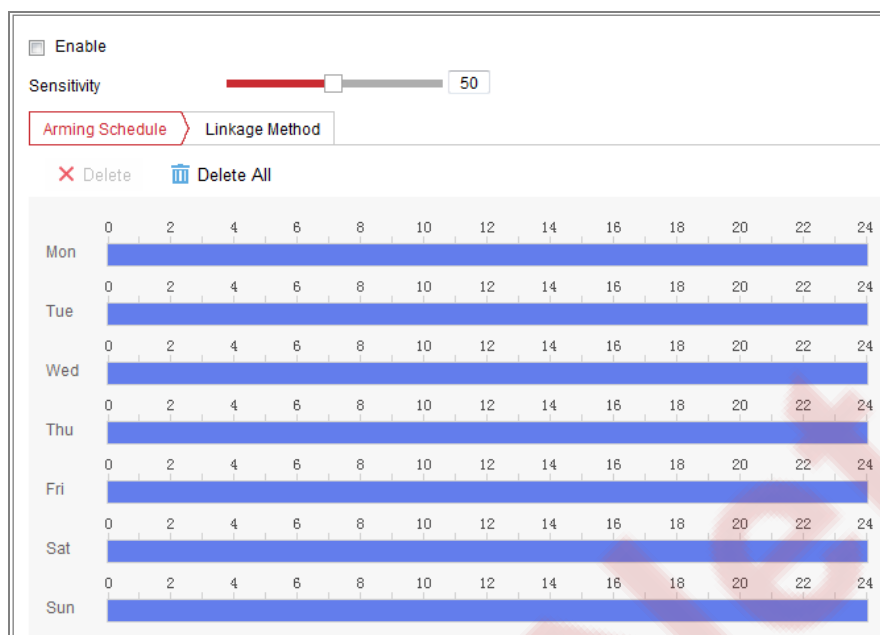 Enable
Sensitivity 50
Arming Schedule Linkage Method
Delete Delete All
0 2 4 6 8 10 12 14 16 18 20 22 24
Mon
0 2 4 6 8 10 12 14 16 18 20 22 24
Tue
0 2 4 6 8 10 12 14 16 18 20 22 24
Wed
0 2 4 6 8 10 12 14 16 18 20 22 24
Thu
0 2 4 6 8 10 12 14 16 18 20 22 24
Fri
0 2 4 6 8 10 12 14 16 18 20 22 24
Sat
0 2 4 6 8 10 12 14 16 18 20 22 24
Sun